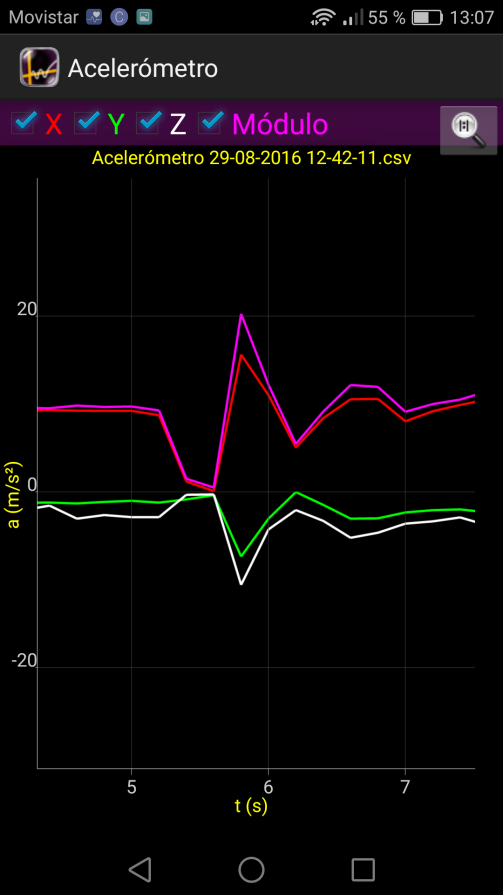 Movistar 55 % 13:07
Acelerómetro
X Y Z Módulo
Acelerómetro 29-08-2016 12-42-11.csv
20
0
-20
a (m/s²)
5 6 7
t (s)